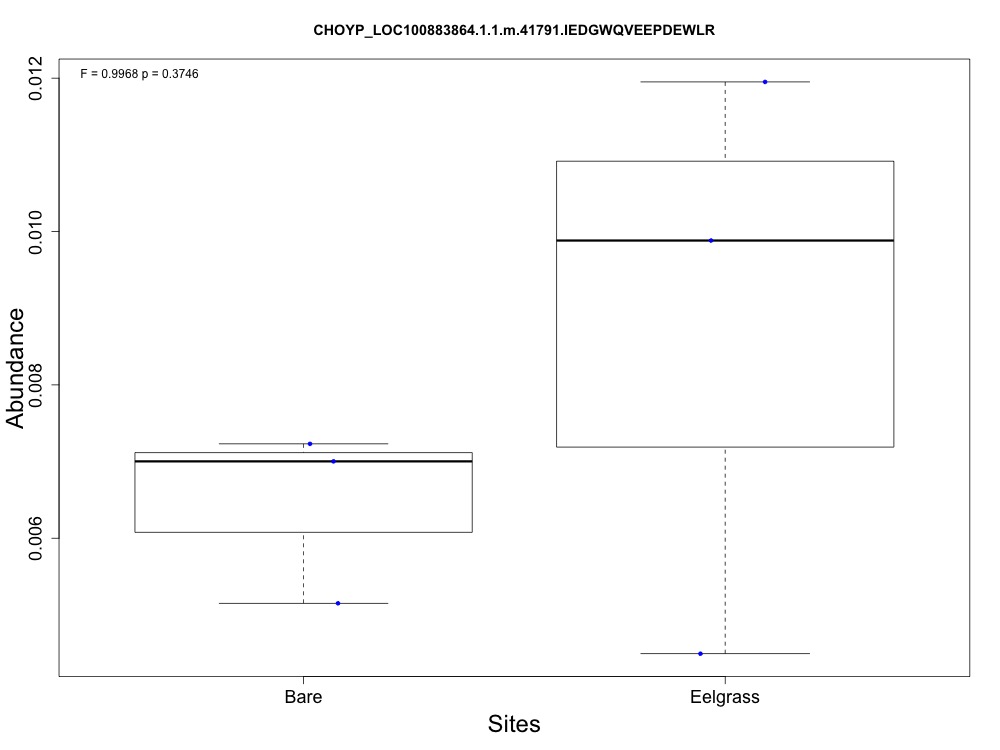 CHOYP_LOC100883864.1.1.m.41791.IEDGWQVEEPDEWLR
F = 0.9968 p = 0.3746
0.012
0.010
0.008
0.006
Abundance
Bare
Eelgrass
Sites